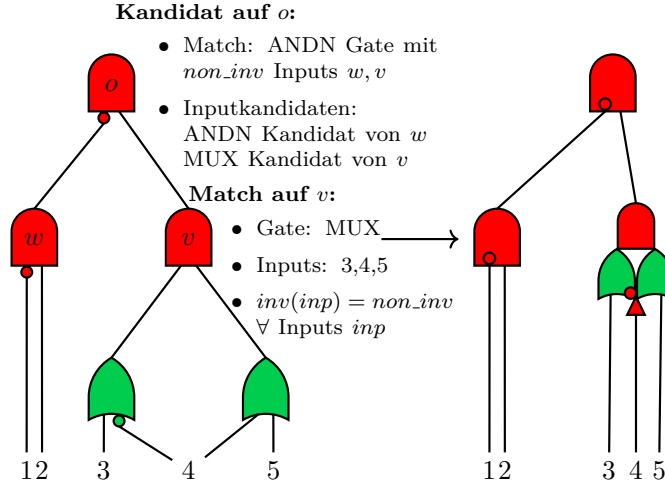 Kandidat auf o:
• Match: ANDN Gate mit
non_inv Inputs w, v
• Inputkandidaten:
ANDN Kandidat von w
MUX Kandidat von v
o
Match auf v:
w
v
• Gate: MUX
• Inputs: 3,4,5
• inv(inp) = non_inv
∀ Inputs inp
12 3 4 5
12 3 4 5